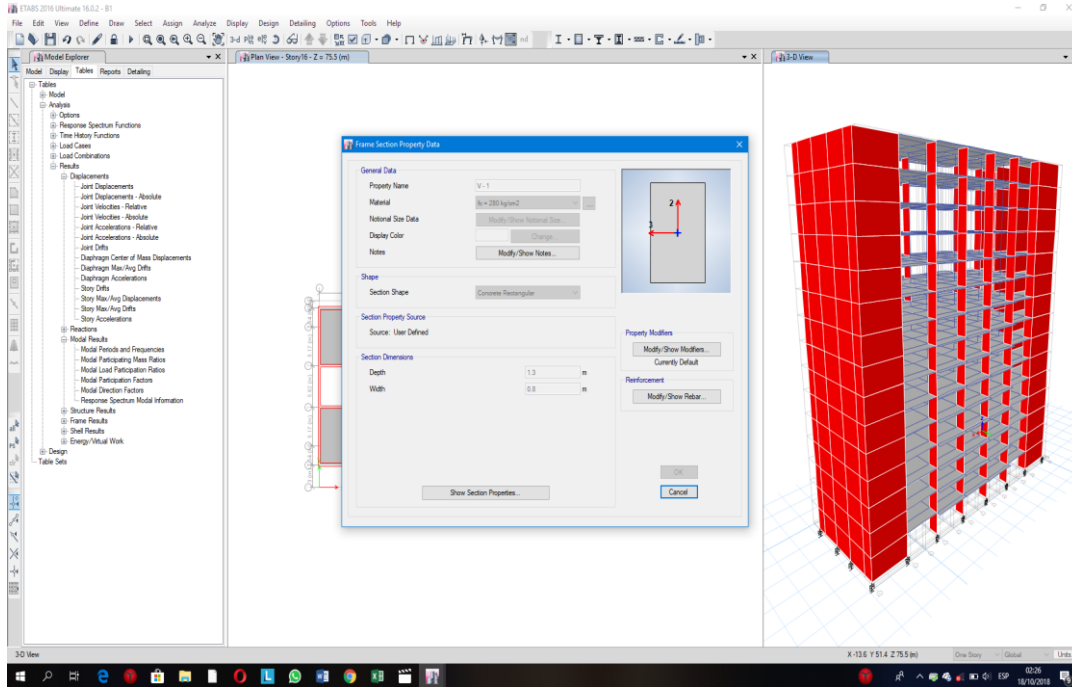 ETABS 2016 Ultimate 16.0.2 - B1
File Edit View Define Draw Select Assign Analyze Display Design Detailing Options Tools Help
Model Explorer
Model Display Tables Reports Detailing
Tables
Model
Analysis
Options
Response Spectrum Functions
Time History Functions
Load Cases
Load Combinations
Results
Displacements
Joint Displacements
Joint Displacements - Absolute
Joint Velocities - Relative
Joint Velocities - Absolute
Joint Accelerations - Relative
Joint Accelerations - Absolute
Joint Drifts
Diaphragm Center of Mass Displacements
Diaphragm Max/Avg Drifts
Diaphragm Accelerations
Story Drifts
Story Max/Avg Displacements
Story Max/Avg Drifts
Story Accelerations
Reactions
Modal Results
Modal Periods and Frequencies
Modal Participating Mass Ratios
Modal Load Participation Ratios
Modal Participation Factors
Modal Direction Factors
Response Spectrum Modal Information
Structure Results
Frame Results
Shell Results
Energy/Virtual Work
Design
Table Sets
Plan View - Story16 - Z = 75.5 (m)
3-D View
Frame Section Property Data
General Data
Property Name V - 1
Material fc = 280 kg/cm2 ...
Notional Size Data Modify/Show Notional Size...
Display Color Change...
Notes Modify/Show Notes...
Shape
Section Shape Concrete Rectangular
Section Property Source
Source: User Defined
Section Dimensions
Depth 1.3 m
Width 0.8 m
Show Section Properties...
2
3
Property Modifiers
Modify/Show Modifiers...
Currently Default
Reinforcement
Modify/Show Rebar...
OK
Cancel
3-D View
X -13.6 Y 51.4 Z 75.5 (m)
One Story
Global
Units...
ESP
02:26
18/10/2018